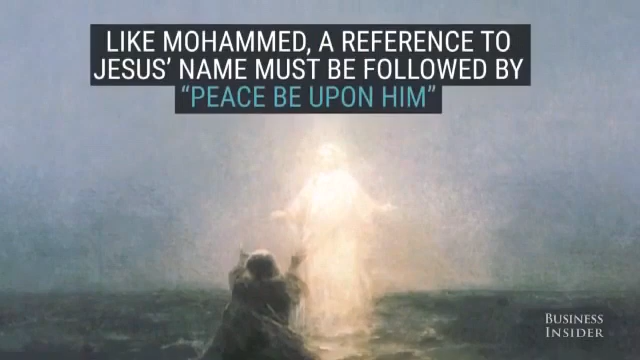 LIKE MOHAMMED, A REFERENCE TO
JESUS’ NAME MUST BE FOLLOWED BY
“PEACE BE UPON HIM”
BUSINESS
INSIDER